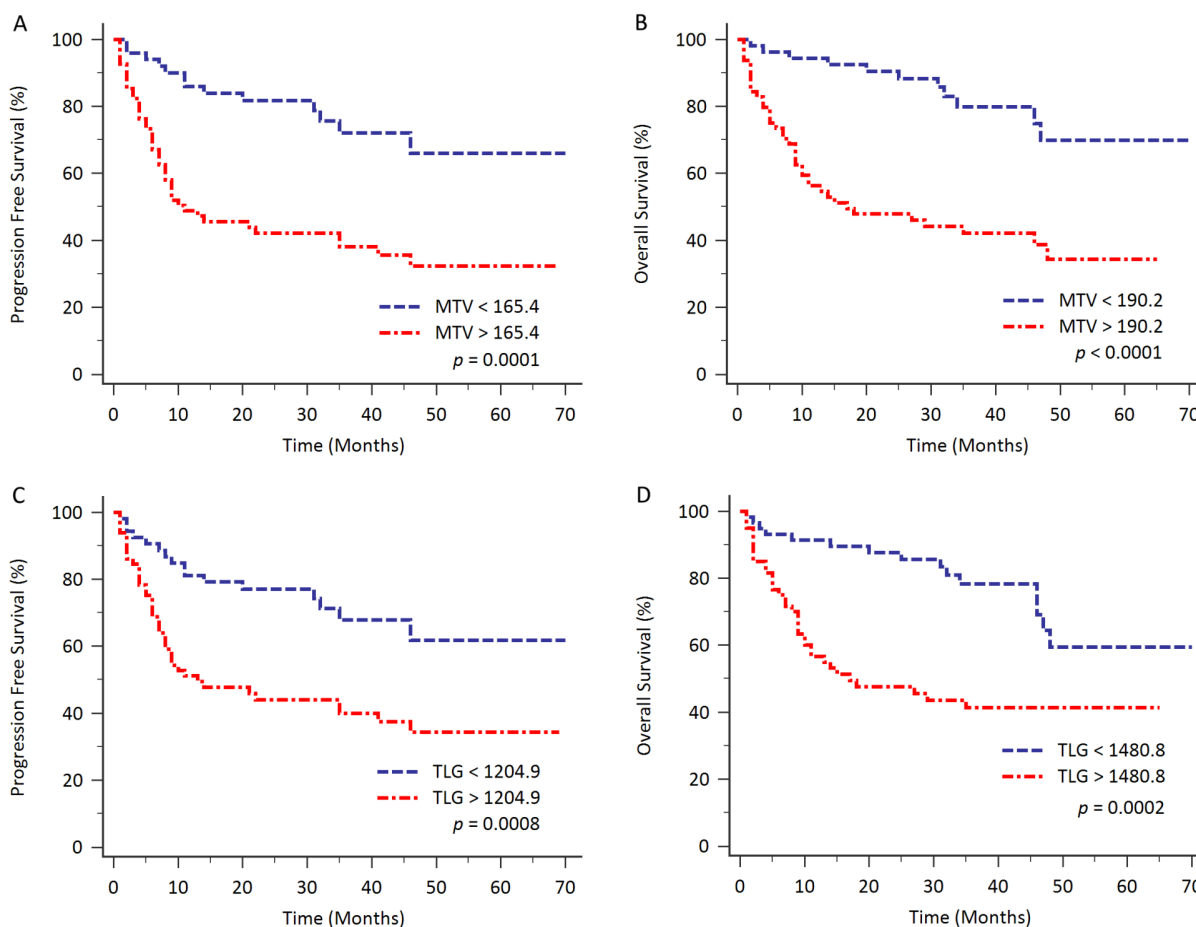 A
Progression Free Survival (%)
100
80
60
40
20
0
MTV < 165.4
MTV > 165.4
p = 0.0001
0 10 20 30 40 50 60 70
Time (Months)
B
Overall Survival (%)
100
80
60
40
20
0
MTV < 190.2
MTV > 190.2
p < 0.0001
0 10 20 30 40 50 60 70
Time (Months)
C
Progression Free Survival (%)
100
80
60
40
20
0
TLG < 1204.9
TLG > 1204.9
p = 0.0008
0 10 20 30 40 50 60 70
Time (Months)
D
Overall Survival (%)
100
80
60
40
20
0
TLG < 1480.8
TLG > 1480.8
p = 0.0002
0 10 20 30 40 50 60 70
Time (Months)